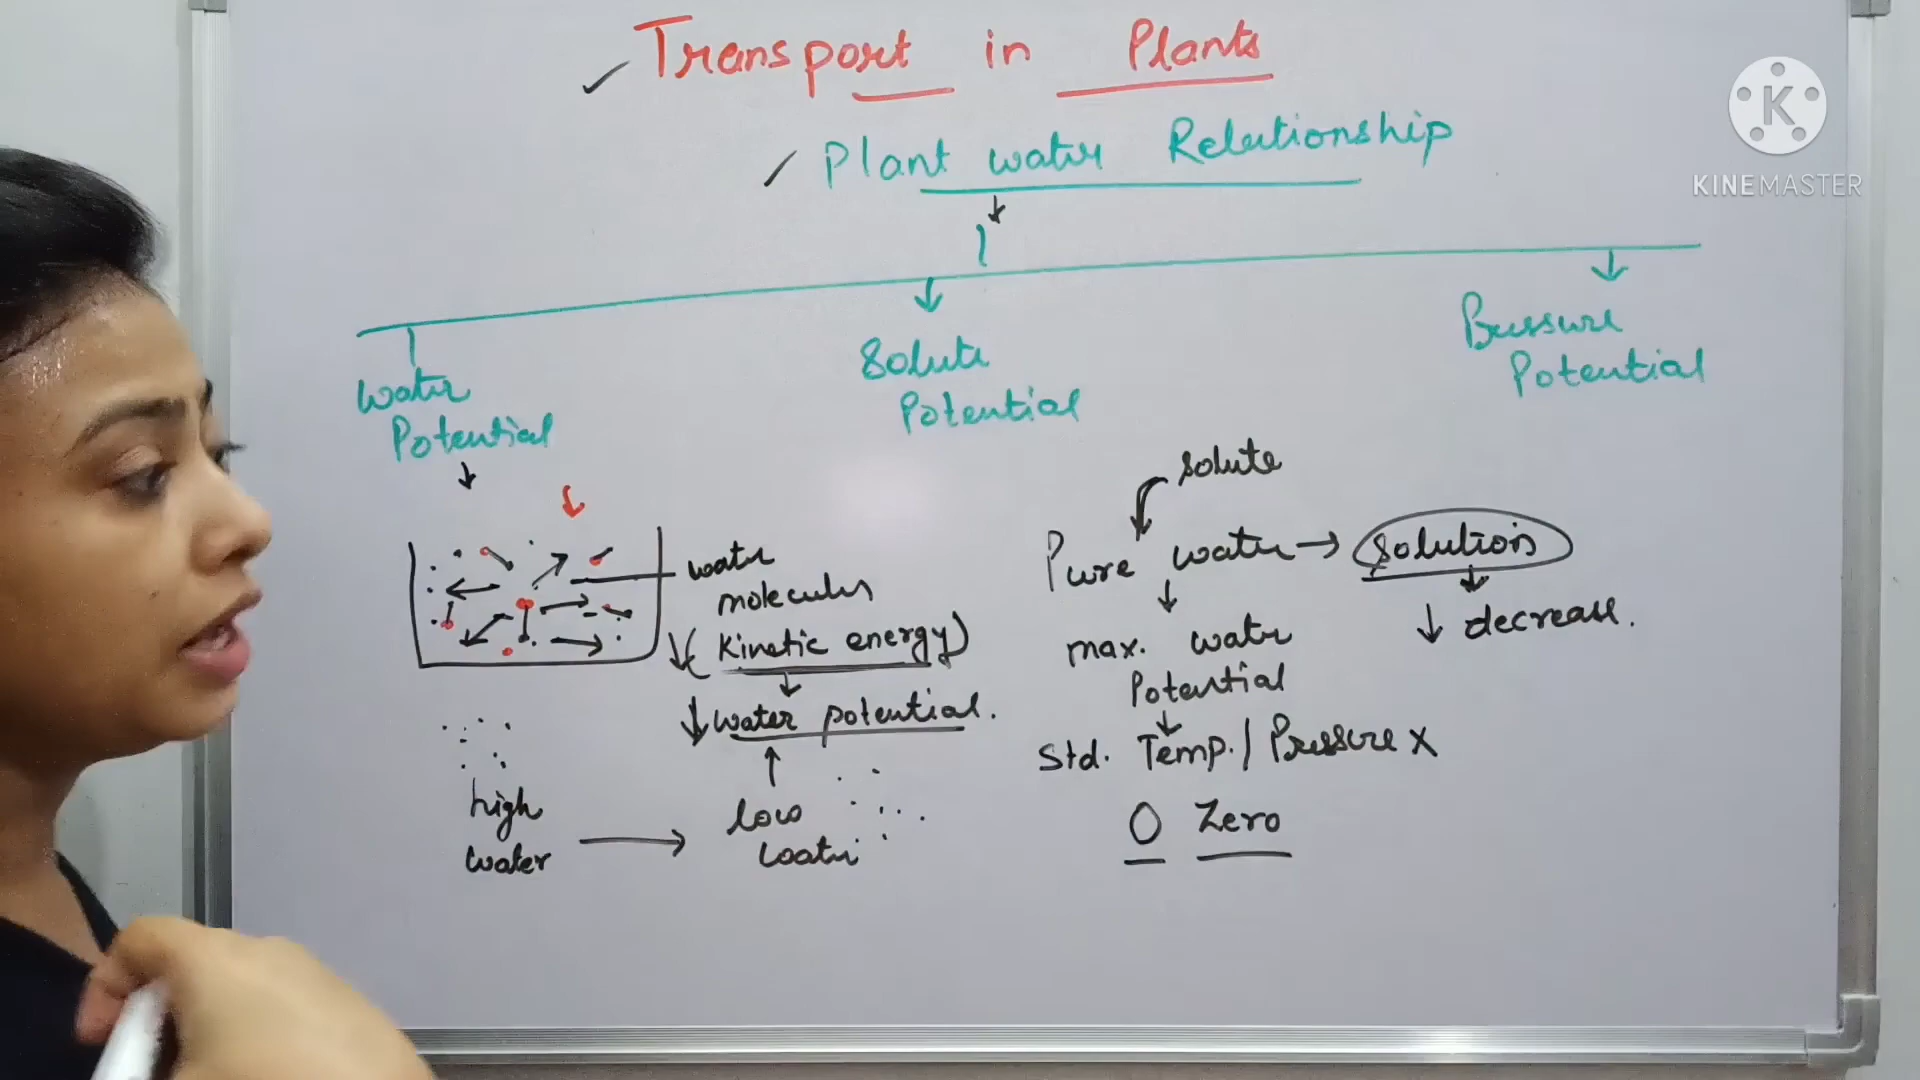 Transport in Plants
Plant water Relationship
Water
Potential
Solute
Potential
Pressure
Potential
water
molecules
↓(Kinetic energy)
↓ water potential.
high
water
low
water
solute
Pure water → Solution
↓ decrease.
max. water
Potential
Std. Temp. / Pressure x
0 Zero
K
KINEMASTER